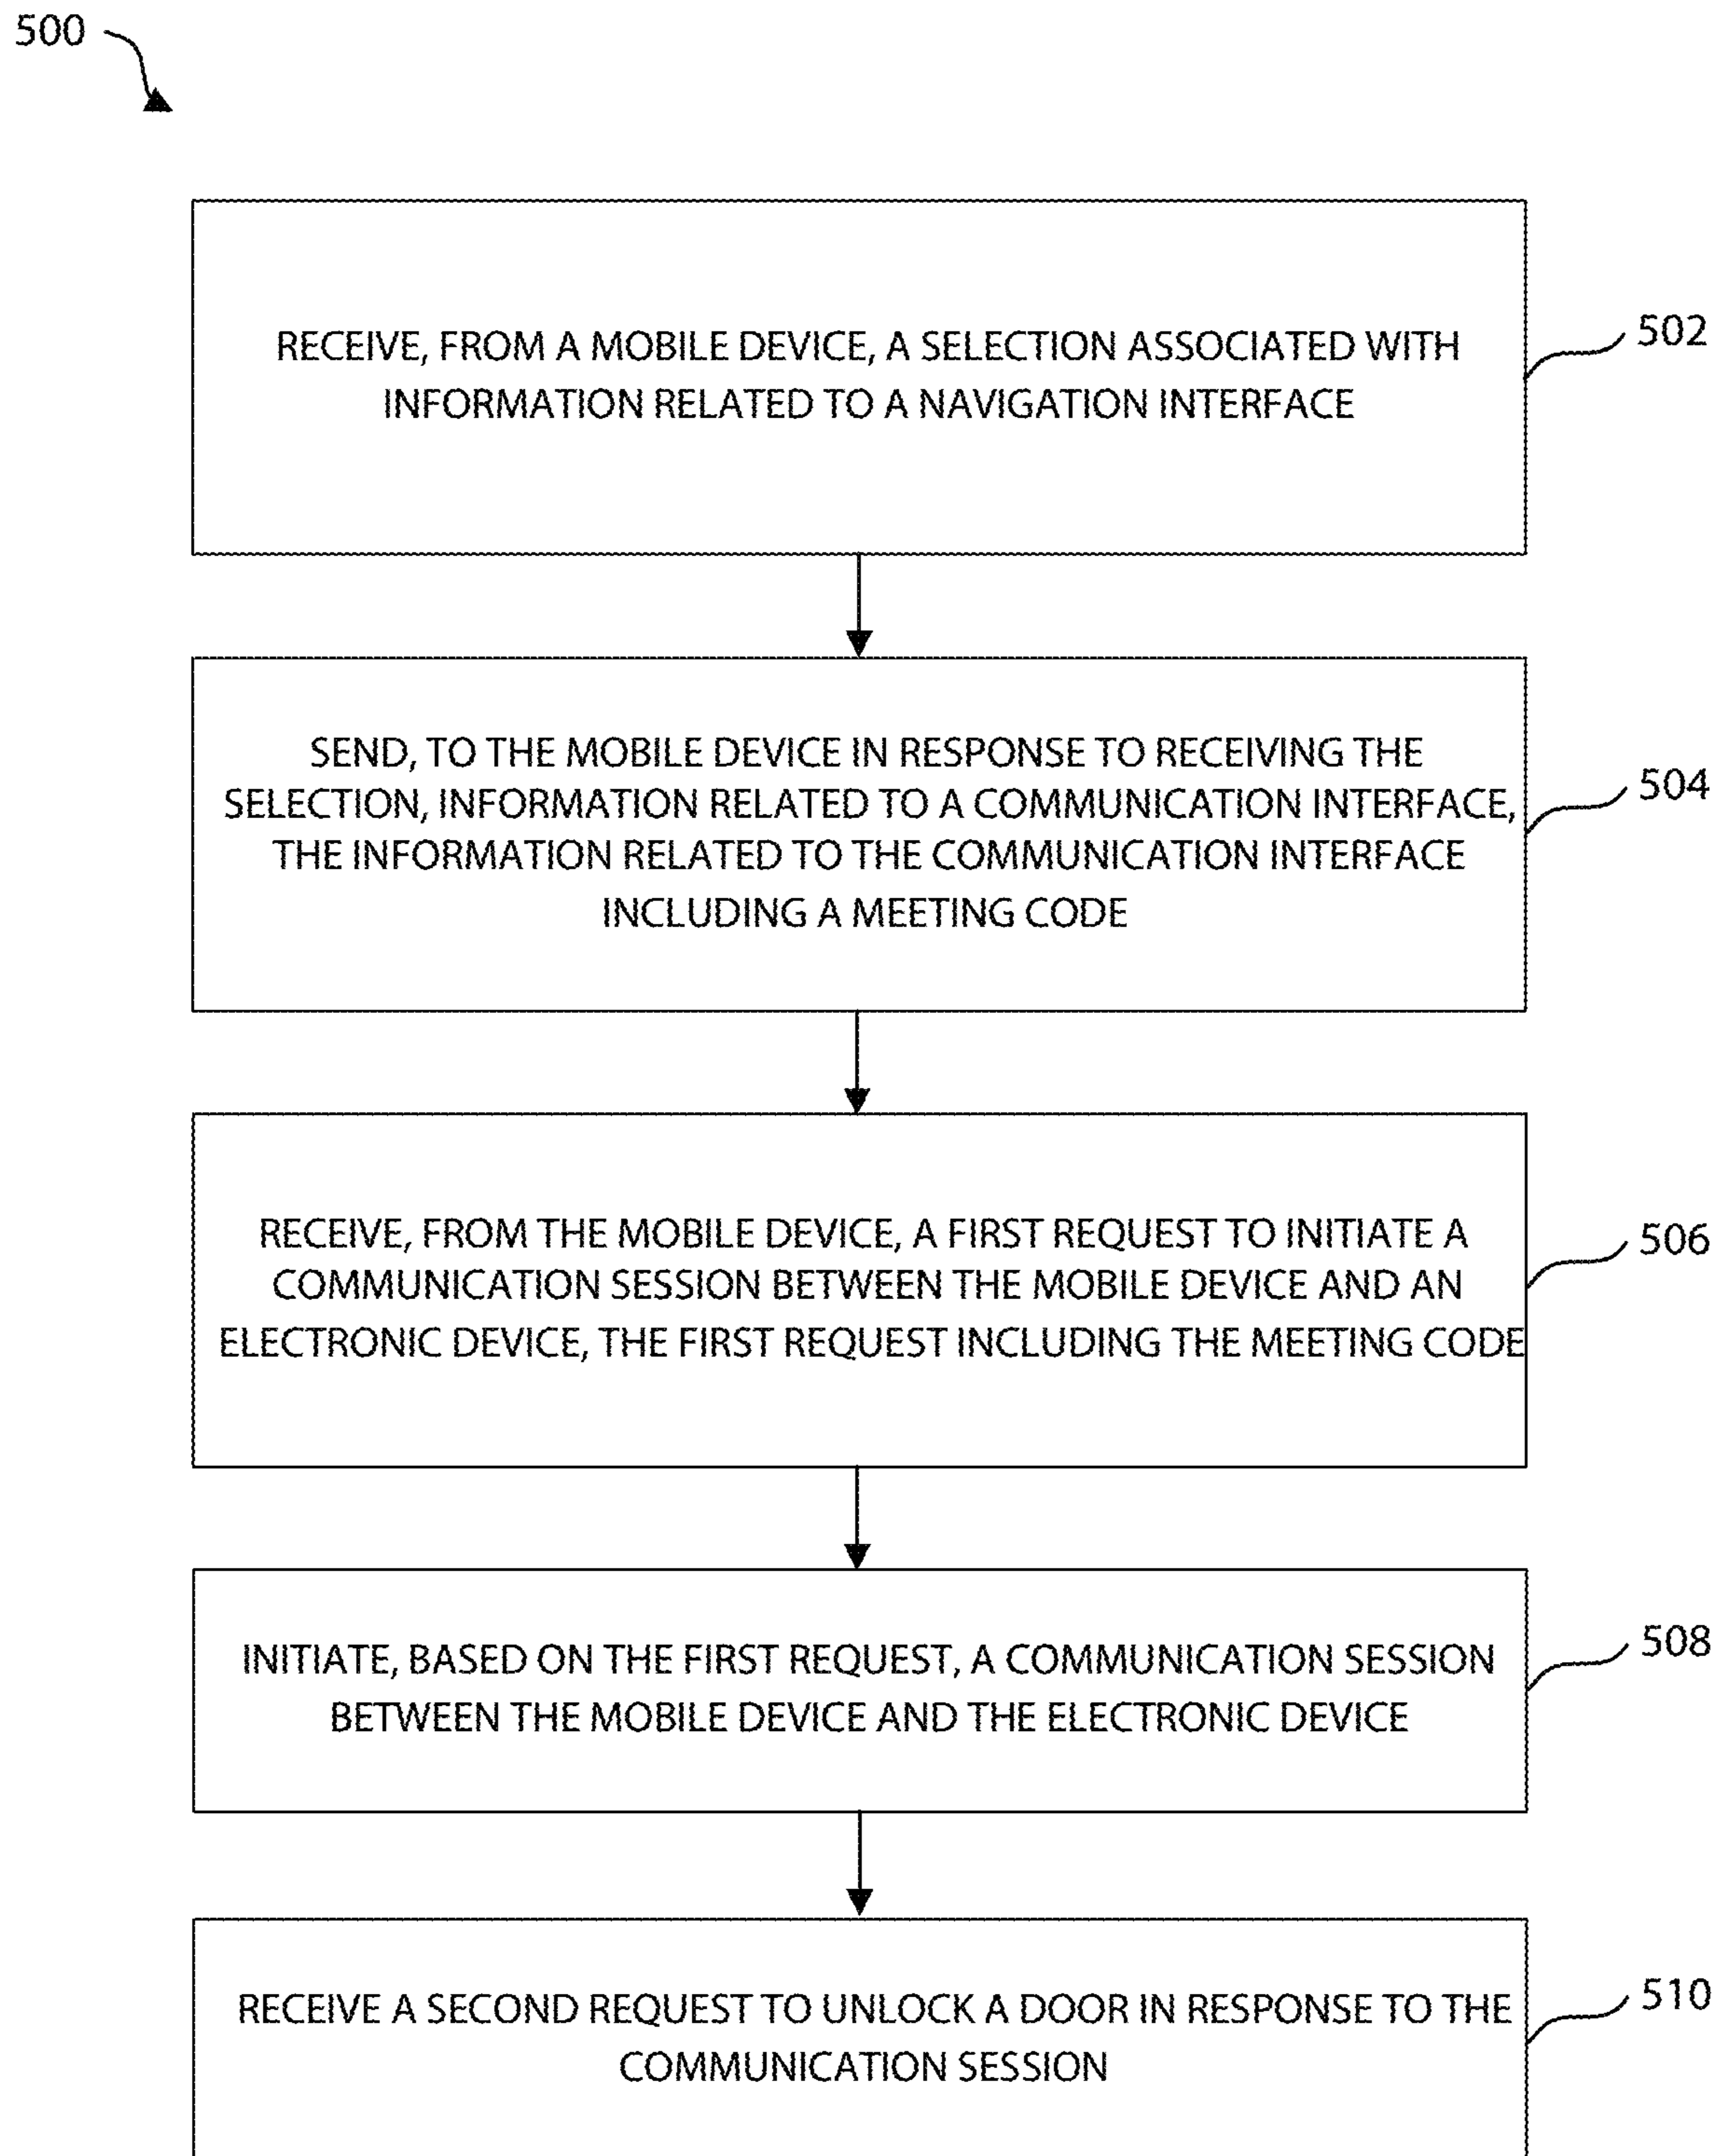 500
RECEIVE, FROM A MOBILE DEVICE, A SELECTION ASSOCIATED WITH
INFORMATION RELATED TO A NAVIGATION INTERFACE
502
SEND, TO THE MOBILE DEVICE IN RESPONSE TO RECEIVING THE
SELECTION, INFORMATION RELATED TO A COMMUNICATION INTERFACE,
THE INFORMATION RELATED TO THE COMMUNICATION INTERFACE
INCLUDING A MEETING CODE
504
RECEIVE, FROM THE MOBILE DEVICE, A FIRST REQUEST TO INITIATE A
COMMUNICATION SESSION BETWEEN THE MOBILE DEVICE AND AN
ELECTRONIC DEVICE, THE FIRST REQUEST INCLUDING THE MEETING CODE
506
INITIATE, BASED ON THE FIRST REQUEST, A COMMUNICATION SESSION
BETWEEN THE MOBILE DEVICE AND THE ELECTRONIC DEVICE
508
RECEIVE A SECOND REQUEST TO UNLOCK A DOOR IN RESPONSE TO THE
COMMUNICATION SESSION
510